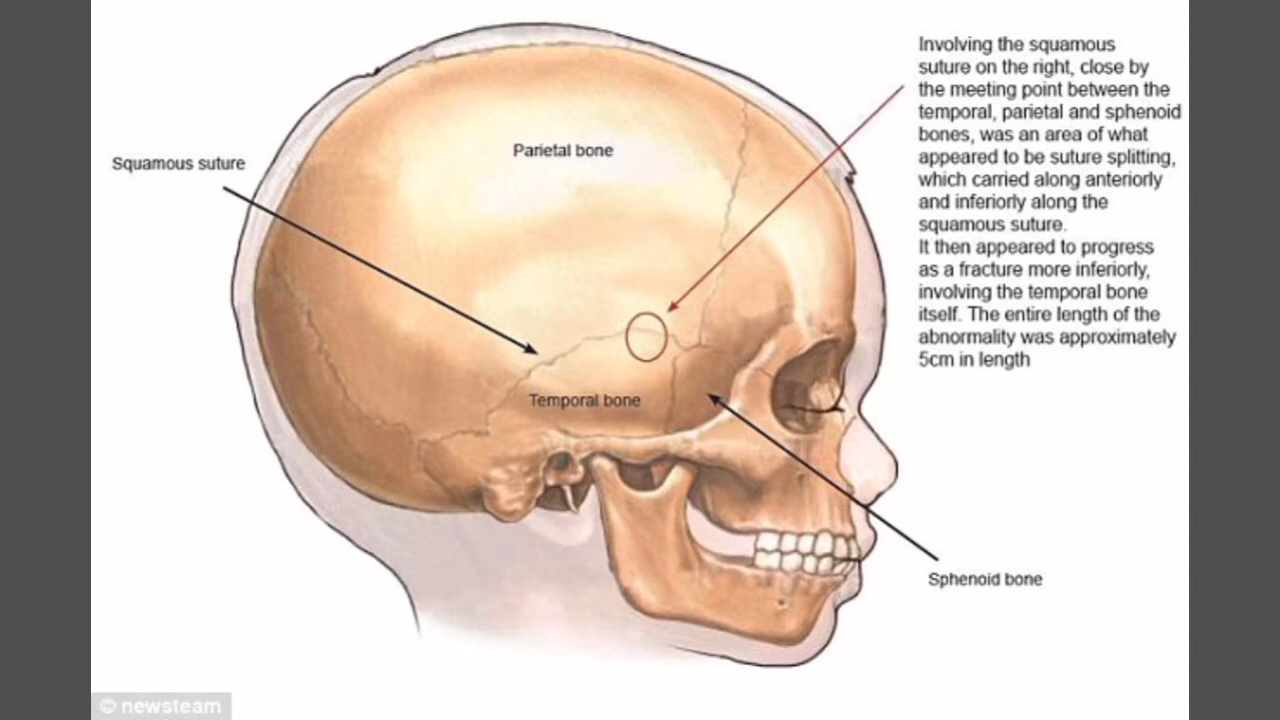 Involving the squamous
suture on the right, close by
the meeting point between the
temporal, parietal and sphenoid
bones, was an area of what
appeared to be suture splitting,
which carried along anteriorly
and inferiorly along the
squamous suture.
It then appeared to progress
as a fracture more inferiorly,
involving the temporal bone
itself. The entire length of the
abnormality was approximately
5cm in length
Parietal bone
Squamous suture
Temporal bone
Sphenoid bone
© newsteam